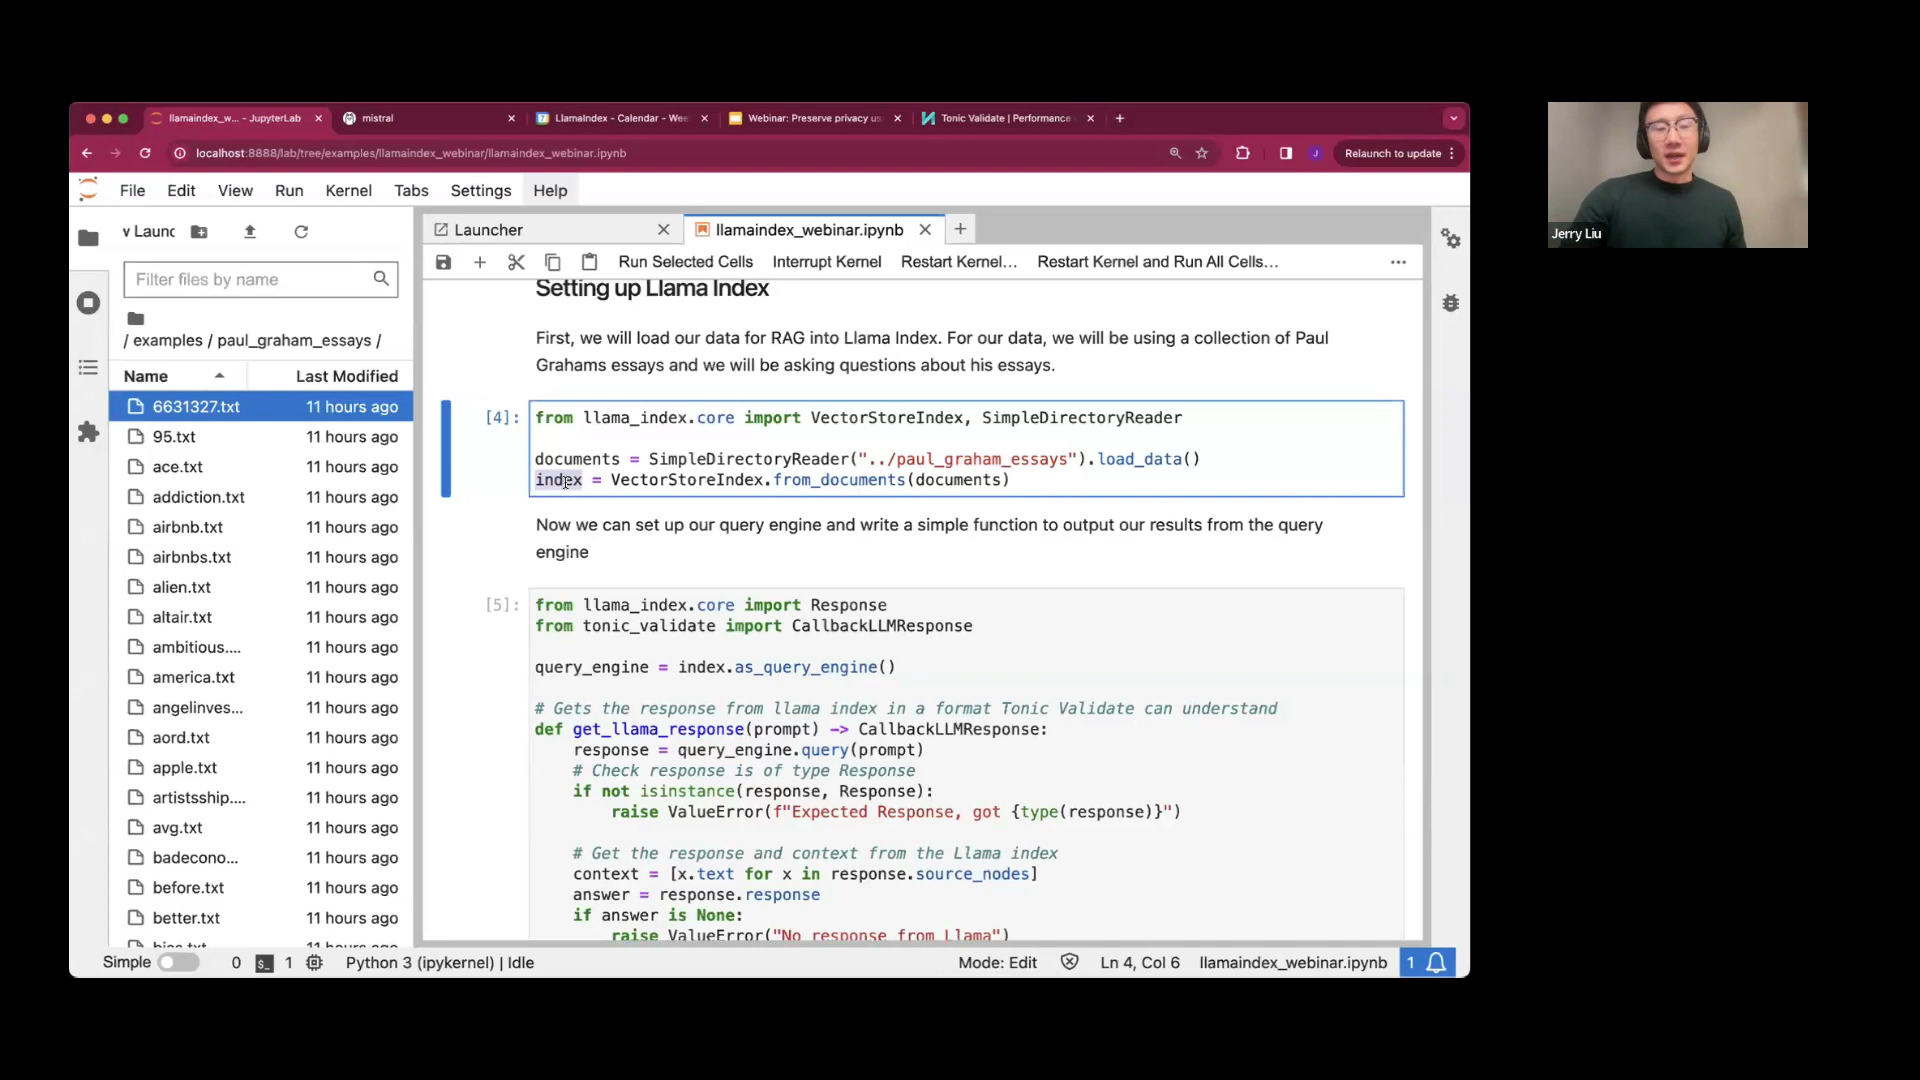 llamaindex_w... - JupyterLab
mistral
LlamaIndex - Calendar - Wee
Webinar: Preserve privacy us
Tonic Validate | Performance
localhost:8888/lab/tree/examples/llamaindex_webinar/llamaindex_webinar.ipynb
J
Relaunch to update
File Edit View Run Kernel Tabs Settings Help
Jerry Liu
v Launc
Launcher
llamaindex_webinar.ipynb
Run Selected Cells Interrupt Kernel Restart Kernel... Restart Kernel and Run All Cells...
Filter files by name
/ examples / paul_graham_essays /
Name Last Modified
6631327.txt 11 hours ago
95.txt 11 hours ago
ace.txt 11 hours ago
addiction.txt 11 hours ago
airbnb.txt 11 hours ago
airbnbs.txt 11 hours ago
alien.txt 11 hours ago
altair.txt 11 hours ago
ambitious.... 11 hours ago
america.txt 11 hours ago
angelinves... 11 hours ago
aord.txt 11 hours ago
apple.txt 11 hours ago
artistsship.... 11 hours ago
avg.txt 11 hours ago
badecono... 11 hours ago
before.txt 11 hours ago
better.txt 11 hours ago
bias.txt 11 hours ago
Setting up Llama Index
First, we will load our data for RAG into Llama Index. For our data, we will be using a collection of Paul
Grahams essays and we will be asking questions about his essays.
[4]: from llama_index.core import VectorStoreIndex, SimpleDirectoryReader
documents = SimpleDirectoryReader("../paul_graham_essays").load_data()
index = VectorStoreIndex.from_documents(documents)
Now we can set up our query engine and write a simple function to output our results from the query
engine
[5]: from llama_index.core import Response
from tonic_validate import CallbackLLMResponse
query_engine = index.as_query_engine()
# Gets the response from llama index in a format Tonic Validate can understand
def get_llama_response(prompt) -> CallbackLLMResponse:
response = query_engine.query(prompt)
# Check response is of type Response
if not isinstance(response, Response):
raise ValueError(f"Expected Response, got {type(response)}")
# Get the response and context from the Llama index
context = [x.text for x in response.source_nodes]
answer = response.response
if answer is None:
raise ValueError("No response from Llama")
Simple 0 1 Python 3 (ipykernel) | Idle Mode: Edit Ln 4, Col 6 llamaindex_webinar.ipynb 1